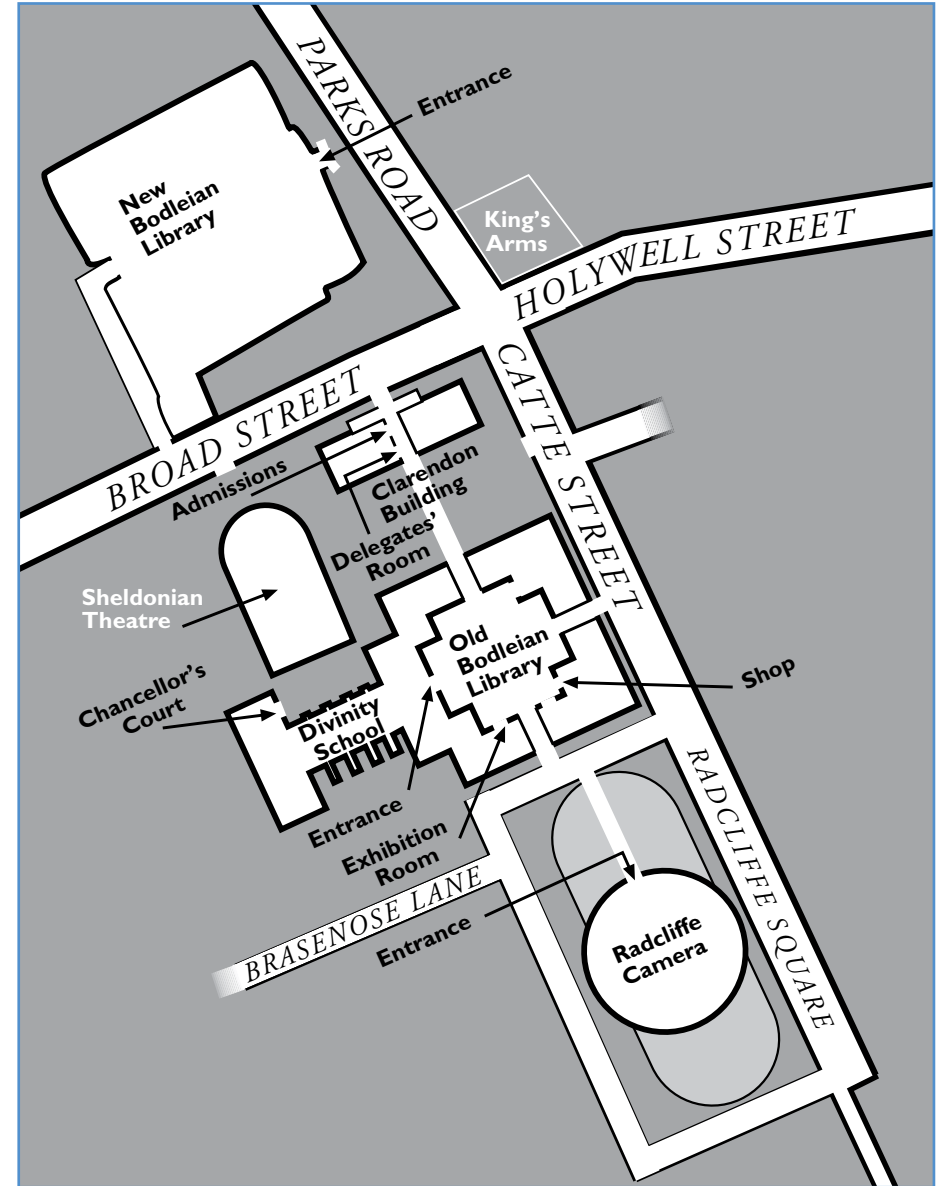 PARKS ROAD
Entrance
New
Bodleian
Library
King's
Arms
HOLYWELL STREET
CATTE STREET
BROAD STREET
Admissions
Clarendon
Building
Delegates'
Room
Sheldonian
Theatre
Old
Bodleian
Library
Chancellor's
Court
Divinity
School
Shop
Entrance
Exhibition
Room
RADCLIFFE SQUARE
BRASENOSE LANE
Entrance
Radcliffe
Camera